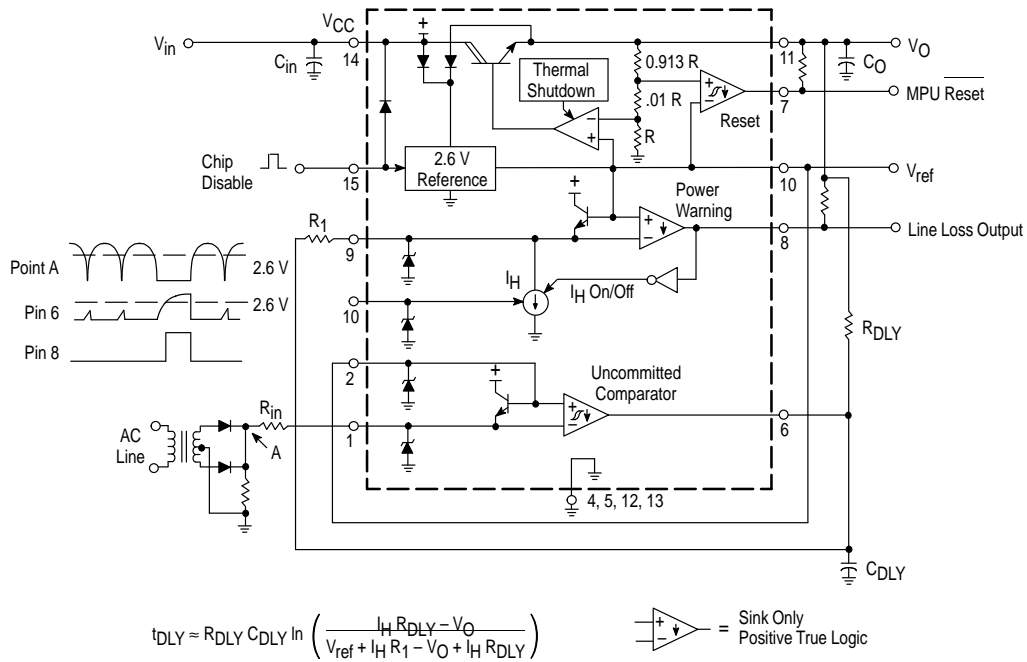 VCC
Vin
Cin
14
11
VO
CO
0.913 R
Thermal
Shutdown
.01 R
R
+
−
Reset
7
MPU Reset
−
+
Chip
Disable
15
2.6 V
Reference
10
Vref
+
Power
Warning
R1
9
+
−
8
Line Loss Output
Point A
2.6 V
IH
IH On/Off
Pin 6
2.6 V
10
RDLY
Pin 8
2
+
Uncommitted
Comparator
Rin
1
+
−
6
AC
Line
A
4, 5, 12, 13
CDLY
tDLY ≈ RDLY CDLY ln ( IH RDLY – VO
Vref + IH R1 – VO + IH RDLY )
+
−
= Sink Only
Positive True Logic